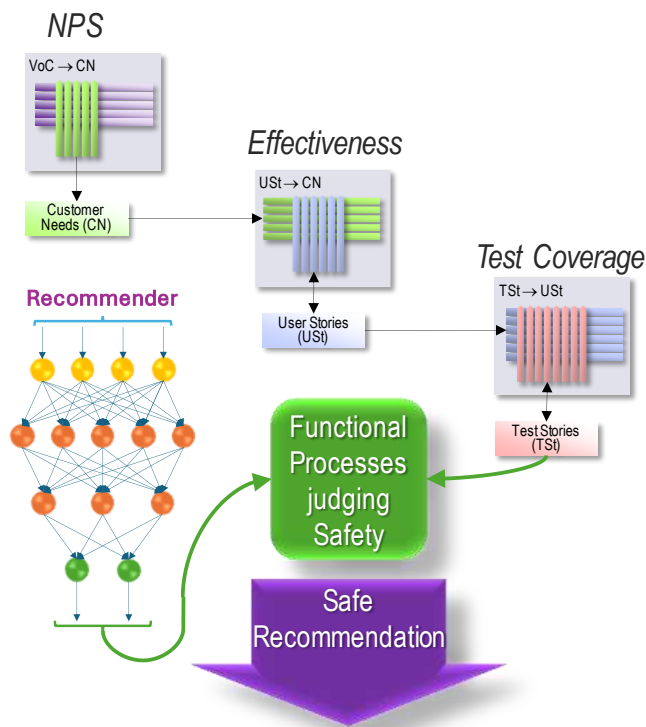 NPS
VoC → CN
Customer
Needs (CN)
Effectiveness
USt → CN
User Stories
(USt)
Test Coverage
TSt → USt
Test Stories
(TSt)
Recommender
Functional
Processes
judging
Safety
Safe
Recommendation